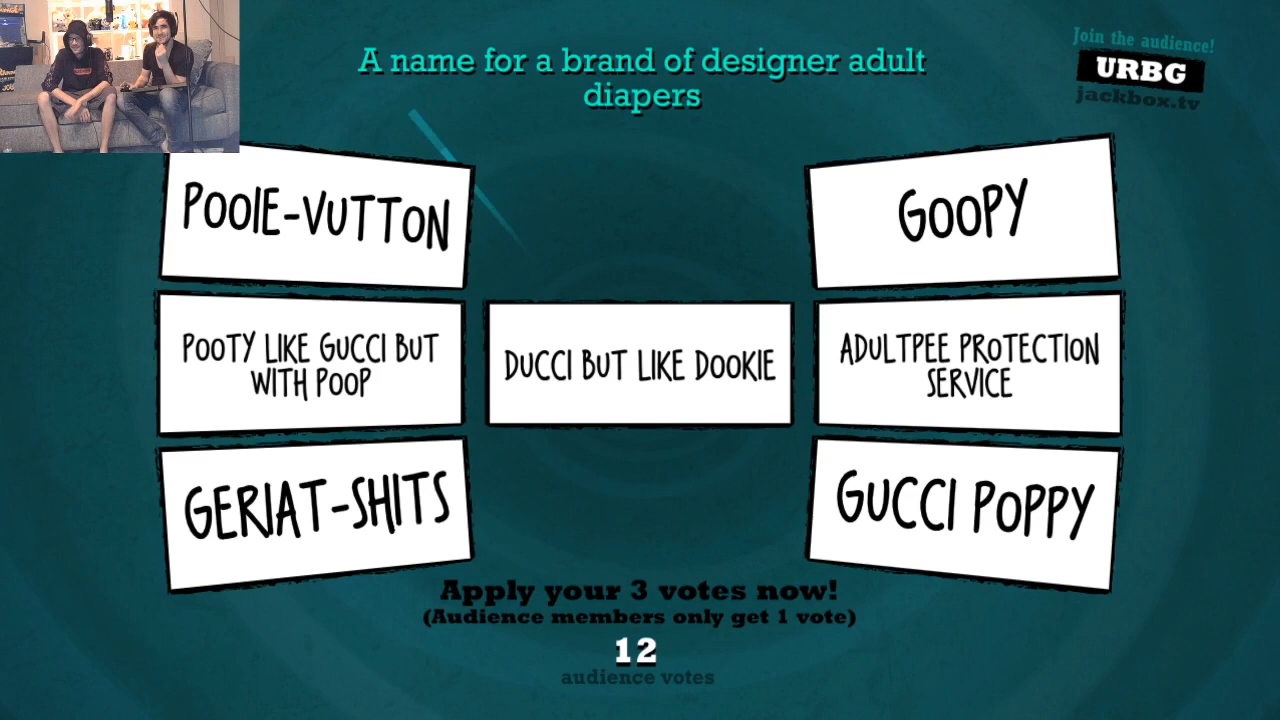 A name for a brand of designer adult
diapers
Join the audience!
URBG
jackbox.tv
POOIE-VUTTON
GOOPY
POOTY LIKE GUCCI BUT
WITH POOP
DUCCI BUT LIKE DOOKIE
ADULTPEE PROTECTION
SERVICE
GERIAT-SHITS
GUCCI POPPY
Apply your 3 votes now!
(Audience members only get 1 vote)
12
audience votes